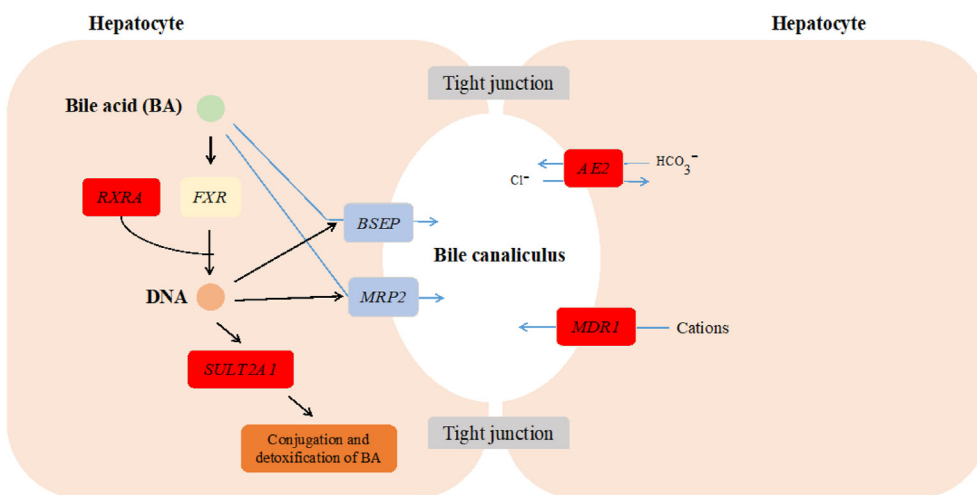 Hepatocyte
Hepatocyte
Tight junction
Bile acid (BA)
AE2
HCO3−
Cl−
RXRA
FXR
BSEP
Bile canaliculus
DNA
MRP2
MDR1
Cations
SULT2A1
Tight junction
Conjugation and
detoxification of BA